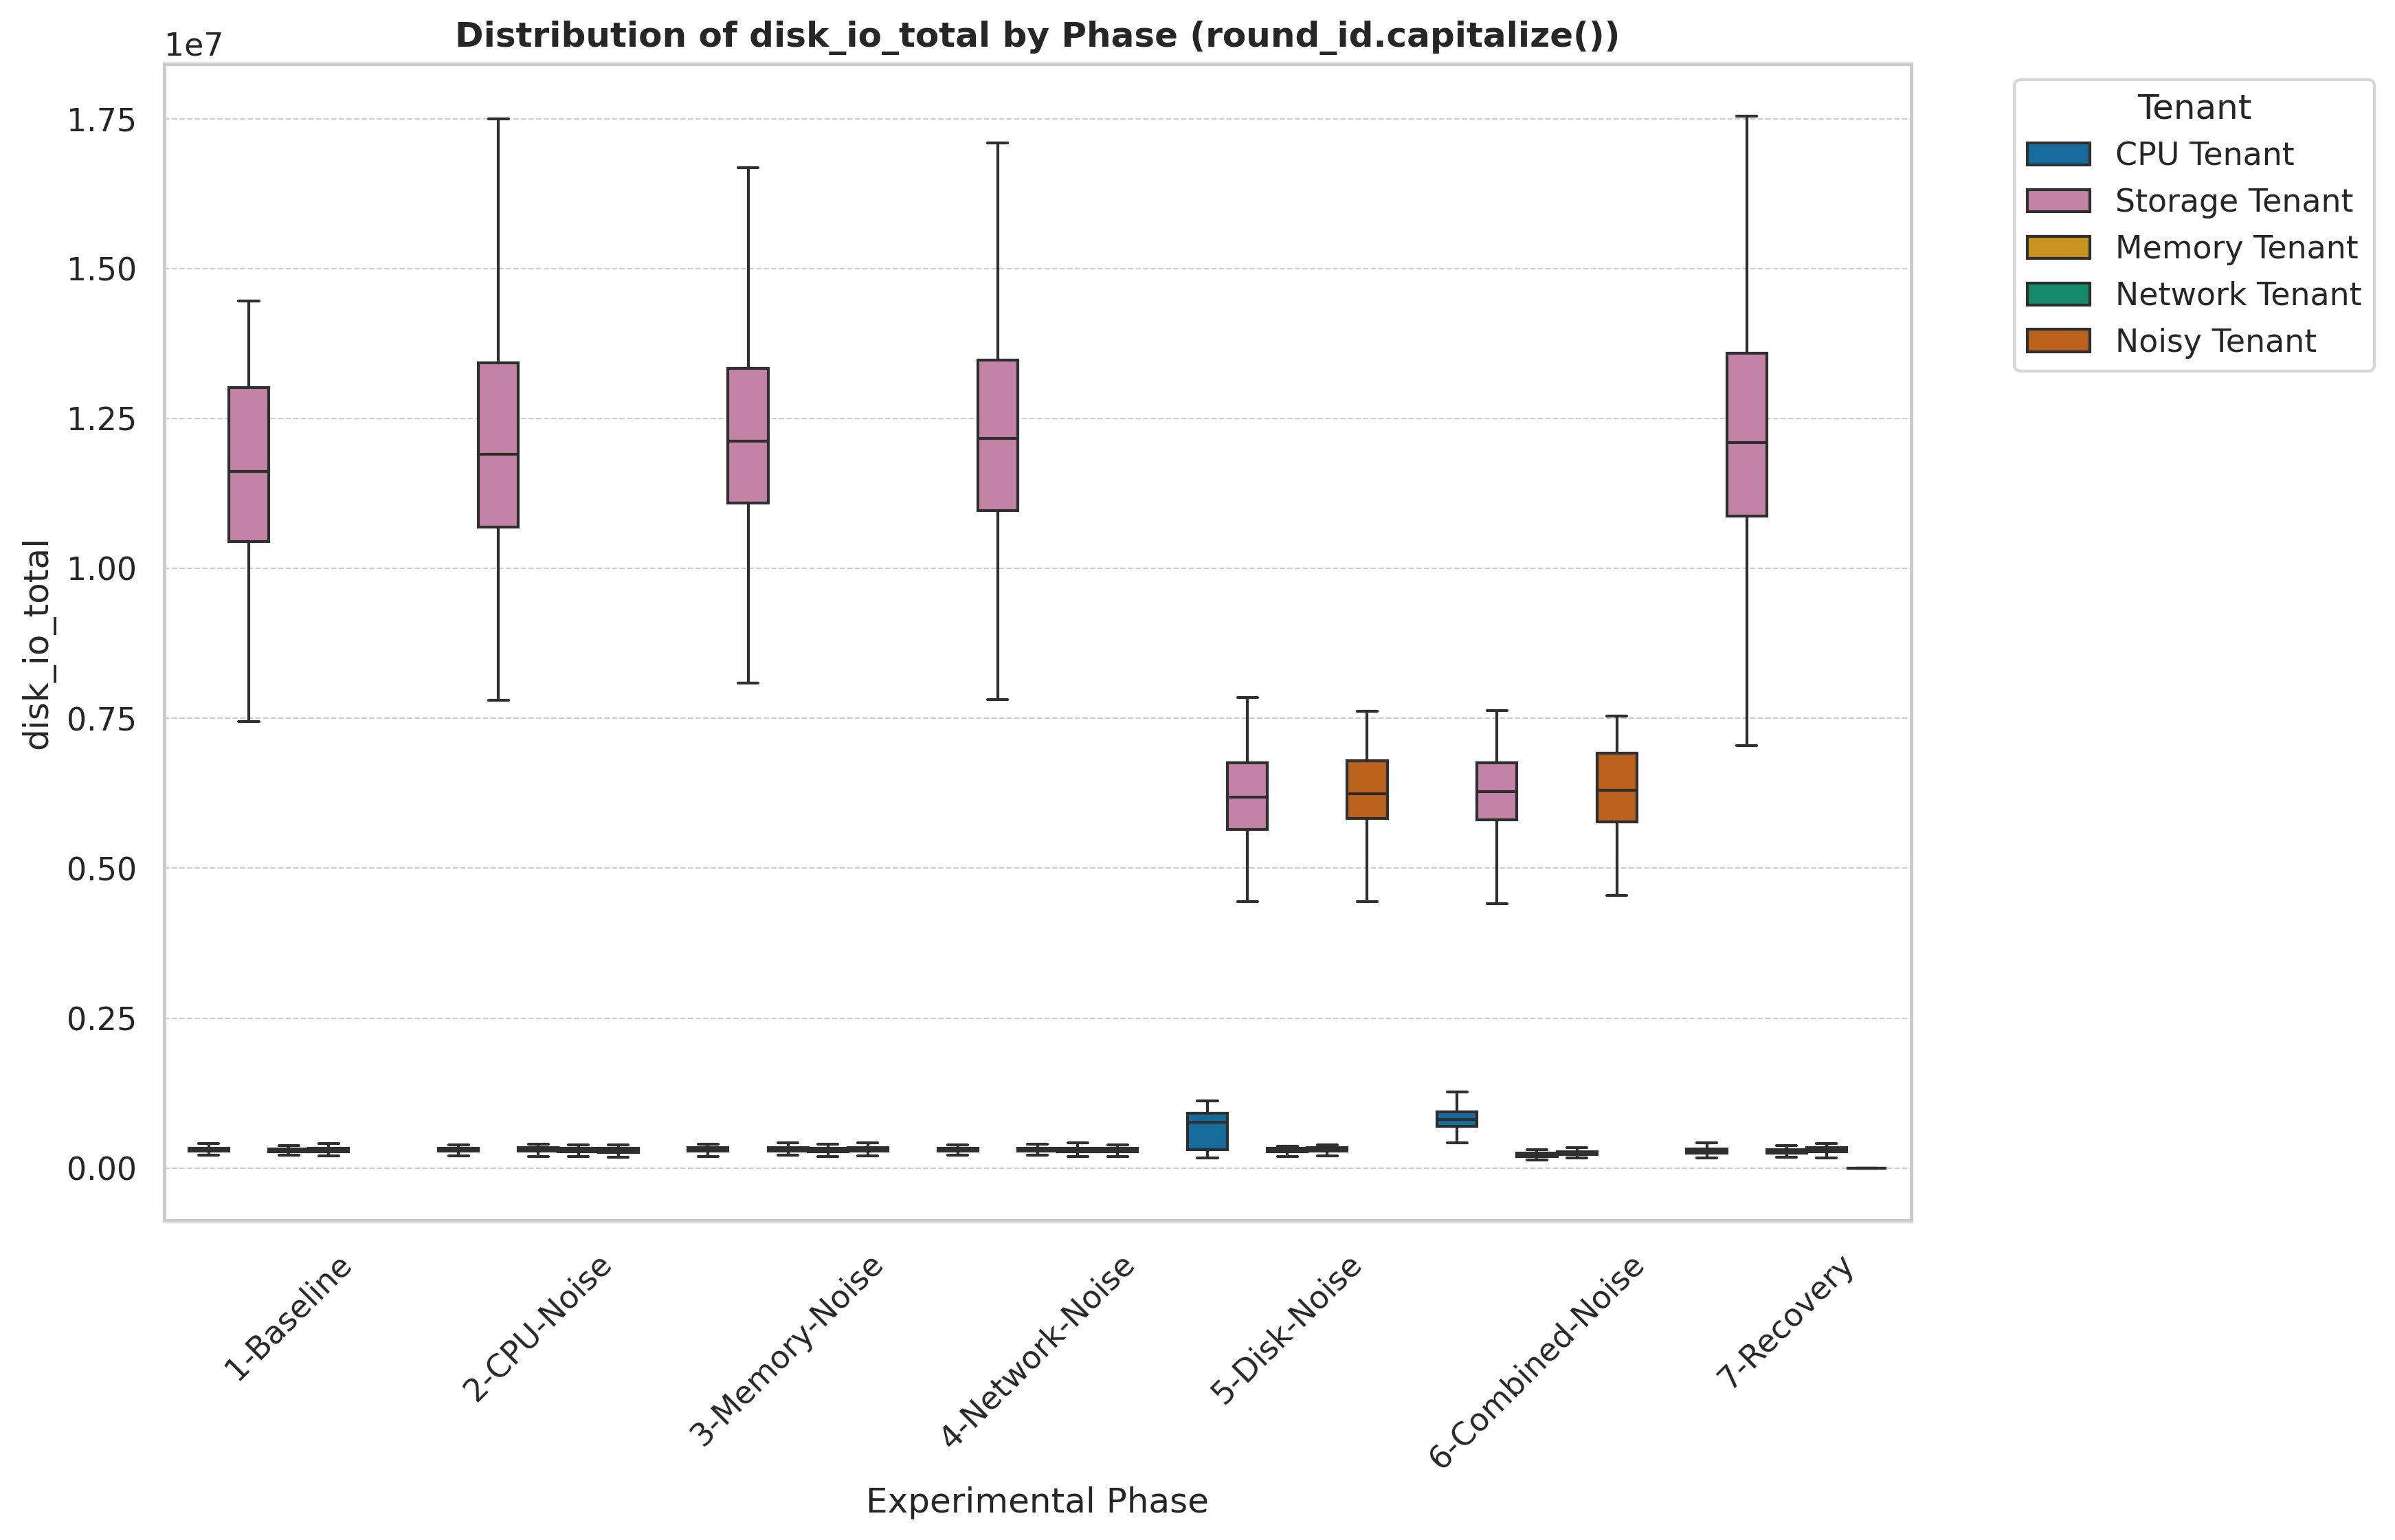 Distribution of disk_io_total by Phase (round_id.capitalize())
1e7
1.75
1.50
1.25
1.00
0.75
0.50
0.25
0.00
disk_io_total
1-Baseline
2-CPU-Noise
3-Memory-Noise
4-Network-Noise
5-Disk-Noise
6-Combined-Noise
7-Recovery
Experimental Phase
Tenant
CPU Tenant
Storage Tenant
Memory Tenant
Network Tenant
Noisy Tenant